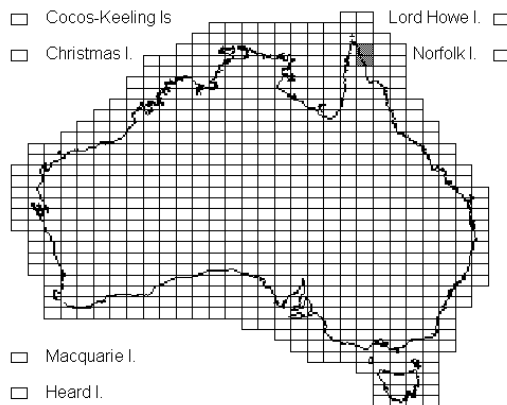 Cocos-Keeling Is
Lord Howe I.
Christmas I.
Norfolk I.
Macquarie I.
Heard I.